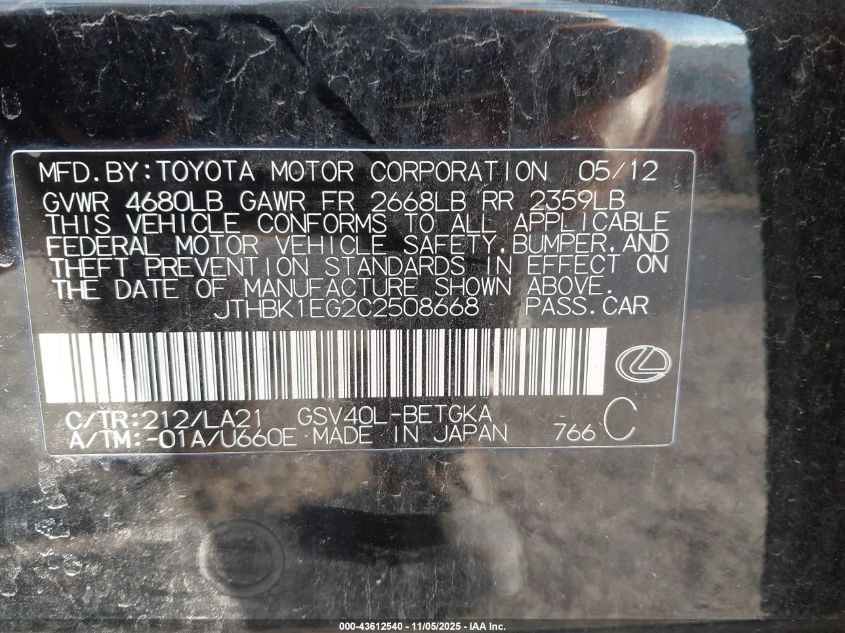 MFD.BY:TOYOTA MOTOR CORPORATION 05/12
GVWR 4680LB GAWR FR 2668LB RR 2359LB
THIS VEHICLE CONFORMS TO ALL APPLICABLE
FEDERAL MOTOR VEHICLE SAFETY,BUMPER,AND
THEFT PREVENTION STANDARDS IN EFFECT ON
THE DATE OF MANUFACTURE SHOWN ABOVE.
JTHBK1EG2C2508668 PASS.CAR
C/TR:212/LA21 GSV40L-BETGKA
A/TM:-01A/U660E MADE IN JAPAN 766 C
000-43612540 - 11/05/2025 - IAA Inc.